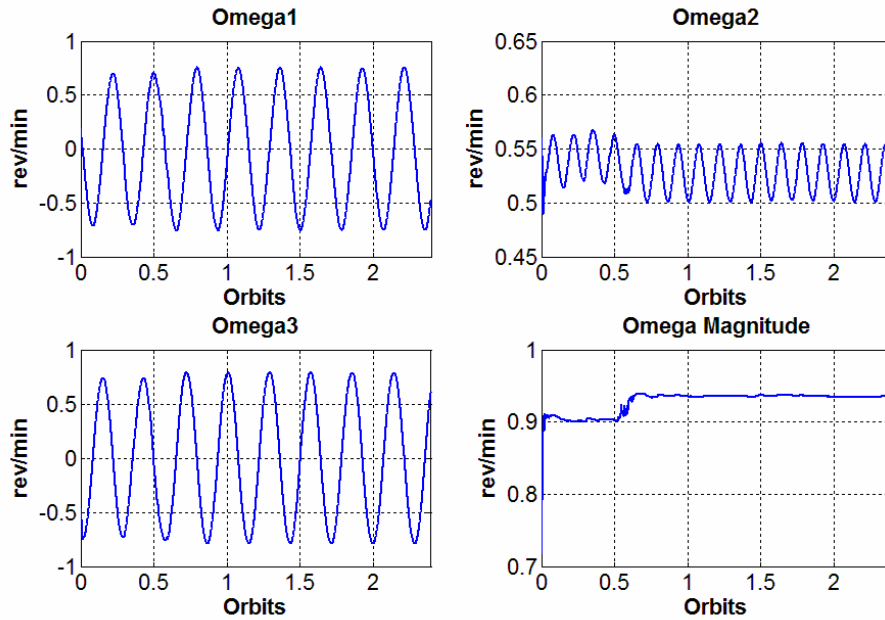 Omega1
rev/min
1
0.5
0
-0.5
-1
0 0.5 1 1.5 2
Orbits
Omega2
rev/min
0.65
0.6
0.55
0.5
0.45
0 0.5 1 1.5 2
Orbits
Omega3
rev/min
1
0.5
0
-0.5
-1
0 0.5 1 1.5 2
Orbits
Omega Magnitude
rev/min
1
0.9
0.8
0.7
0 0.5 1 1.5 2
Orbits